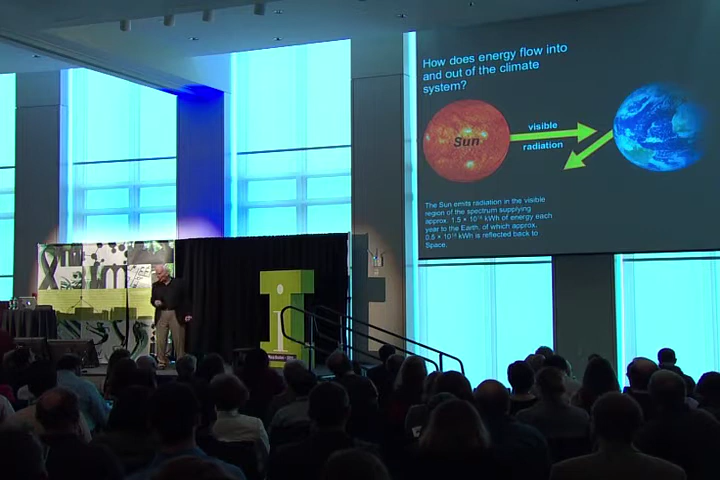 How does energy flow into
and out of the climate
system?
Sun
visible
radiation
The Sun emits radiation in the visible
region of the spectrum supplying
approx. 1.5 × 10¹⁸ kWh of energy each
year to the Earth, of which approx.
0.5 × 10¹⁸ kWh is reflected back to
Space.